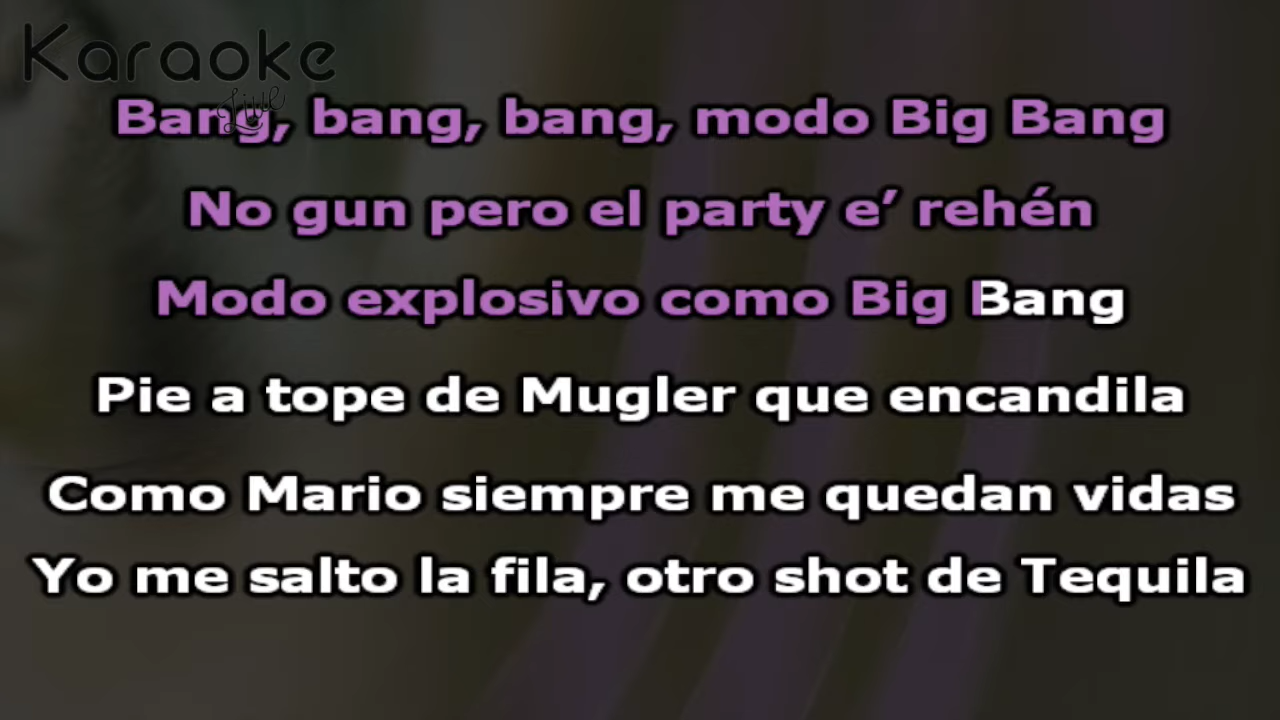 Karaoke
Live
Bang, bang, bang, modo Big Bang
No gun pero el party e’ rehén
Modo explosivo como Big Bang
Pie a tope de Mugler que encandila
Como Mario siempre me quedan vidas
Yo me salto la fila, otro shot de Tequila